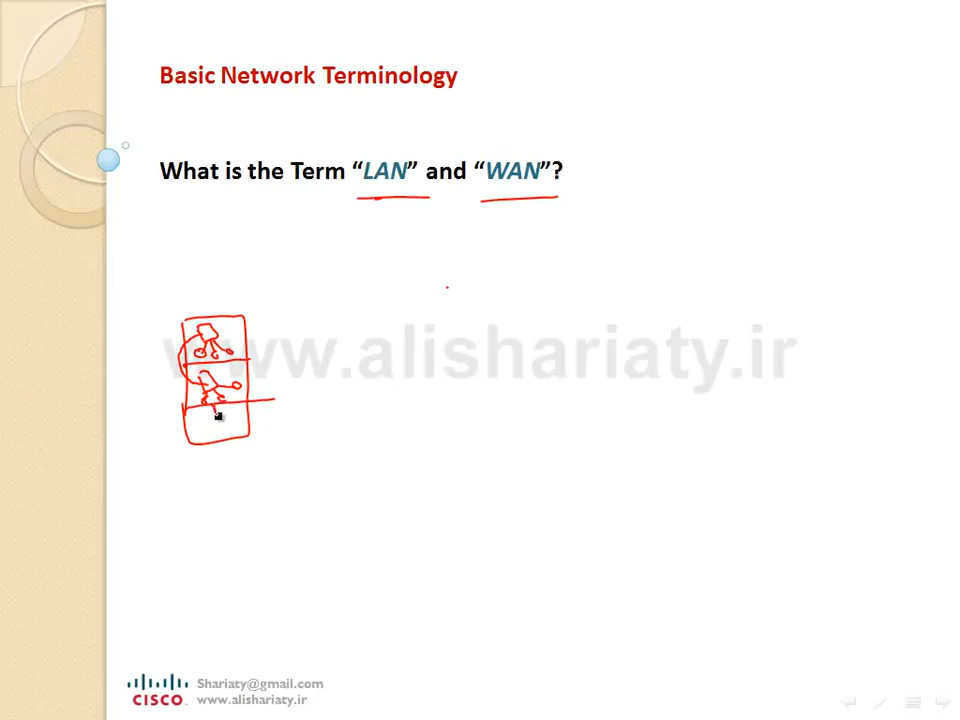 Basic Network Terminology
What is the Term “LAN” and “WAN”?
www.alishariaty.ir
Shariaty@gmail.com
CISCO. www.alishariaty.ir